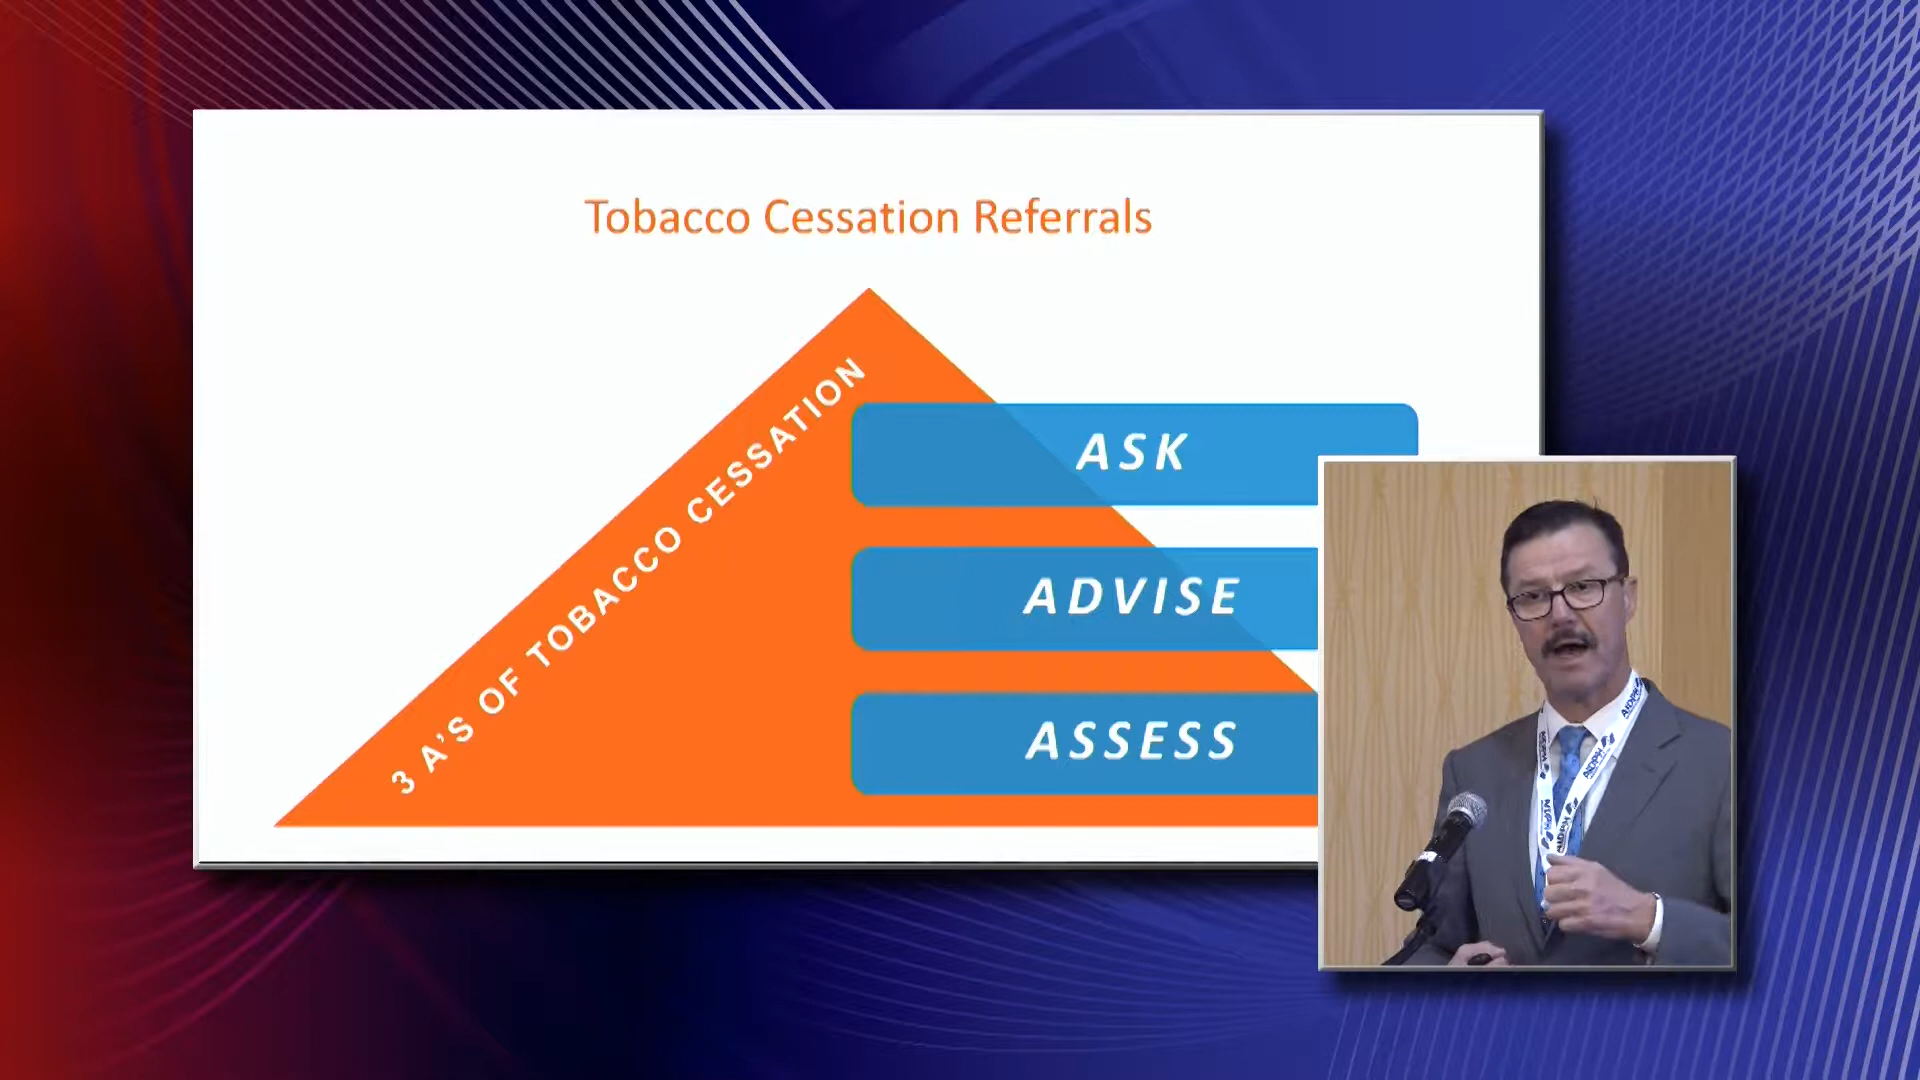 Tobacco Cessation Referrals
3 A'S OF TOBACCO CESSATION
ASK
ADVISE
ASSESS